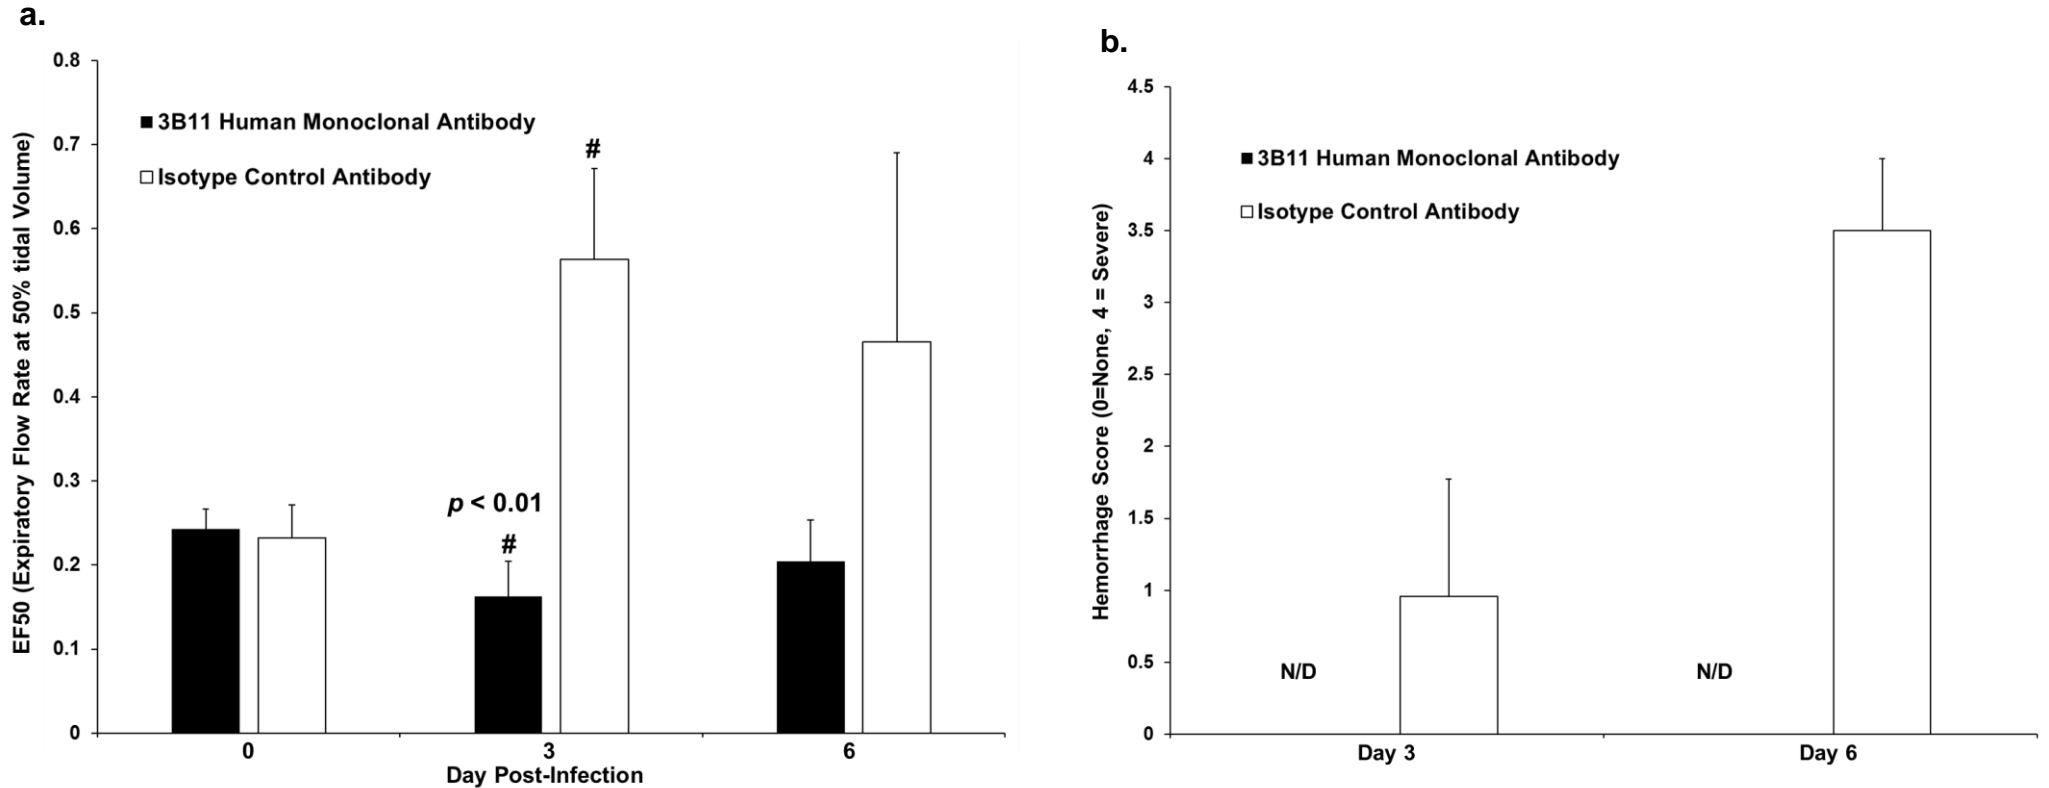 a.
EF50 (Expiratory Flow Rate at 50% tidal Volume)
0.8
0.7
0.6
0.5
0.4
0.3
0.2
0.1
0
3B11 Human Monoclonal Antibody
Isotype Control Antibody
#
p < 0.01
#
0 3 6
Day Post-Infection
b.
Hemorrhage Score (0=None, 4 = Severe)
4.5
4
3.5
3
2.5
2
1.5
1
0.5
0
3B11 Human Monoclonal Antibody
Isotype Control Antibody
N/D N/D
Day 3 Day 6